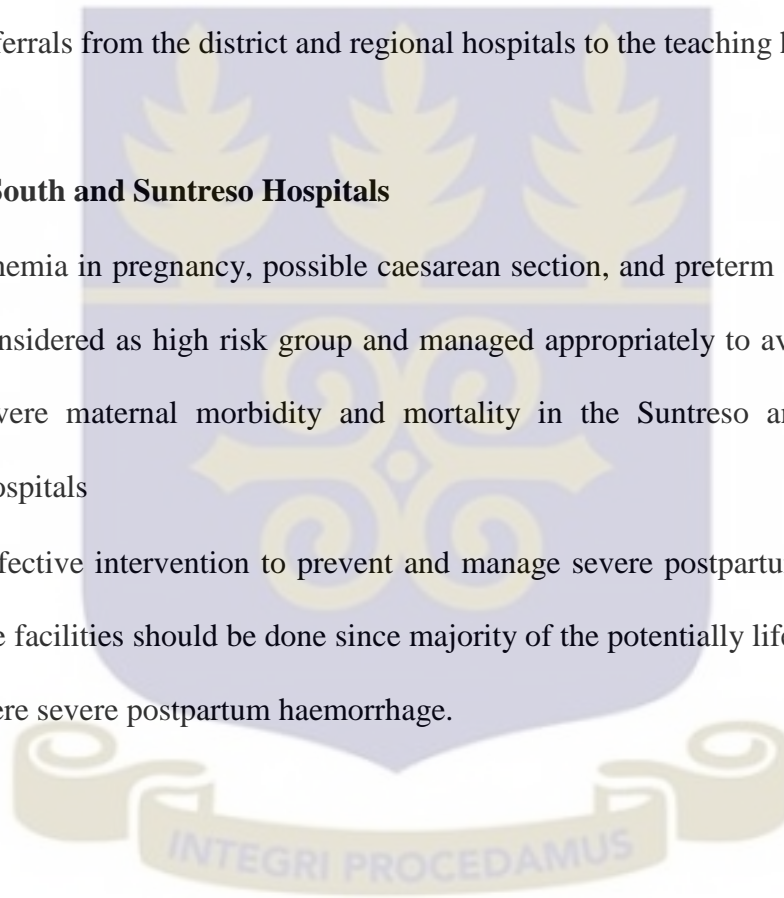 ferrals from the district and regional hospitals to the teaching
South and Suntreso Hospitals
nemia in pregnancy, possible caesarean section, and preterm
nsidered as high risk group and managed appropriately to av
vere maternal morbidity and mortality in the Suntreso
ospitals
ffective intervention to prevent and manage severe postpartu
e facilities should be done since majority of the potentially life
ere severe postpartum haemorrhage.
INTEGRI PROCEDAMUS